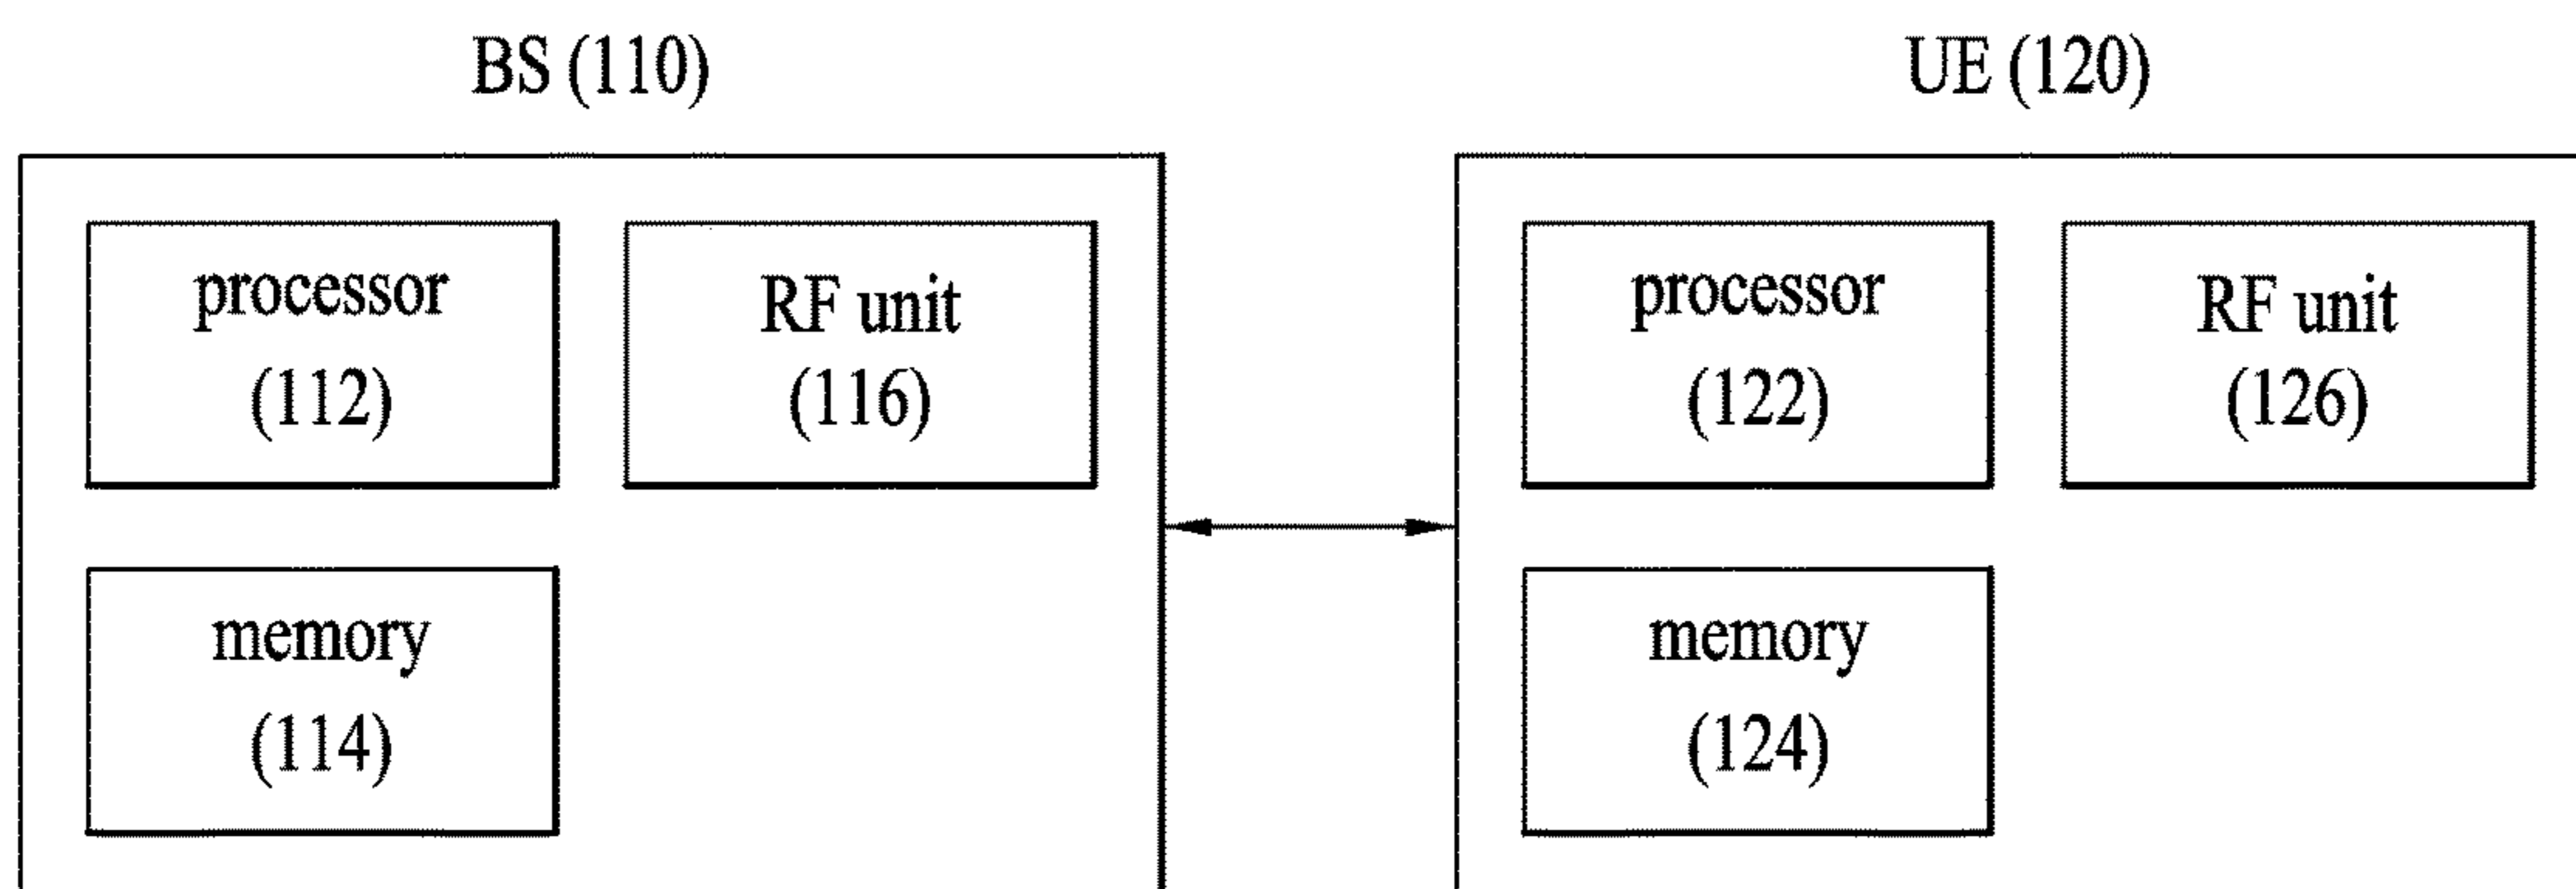 BS (110)
processor
(112)
RF unit
(116)
memory
(114)
UE (120)
processor
(122)
RF unit
(126)
memory
(124)